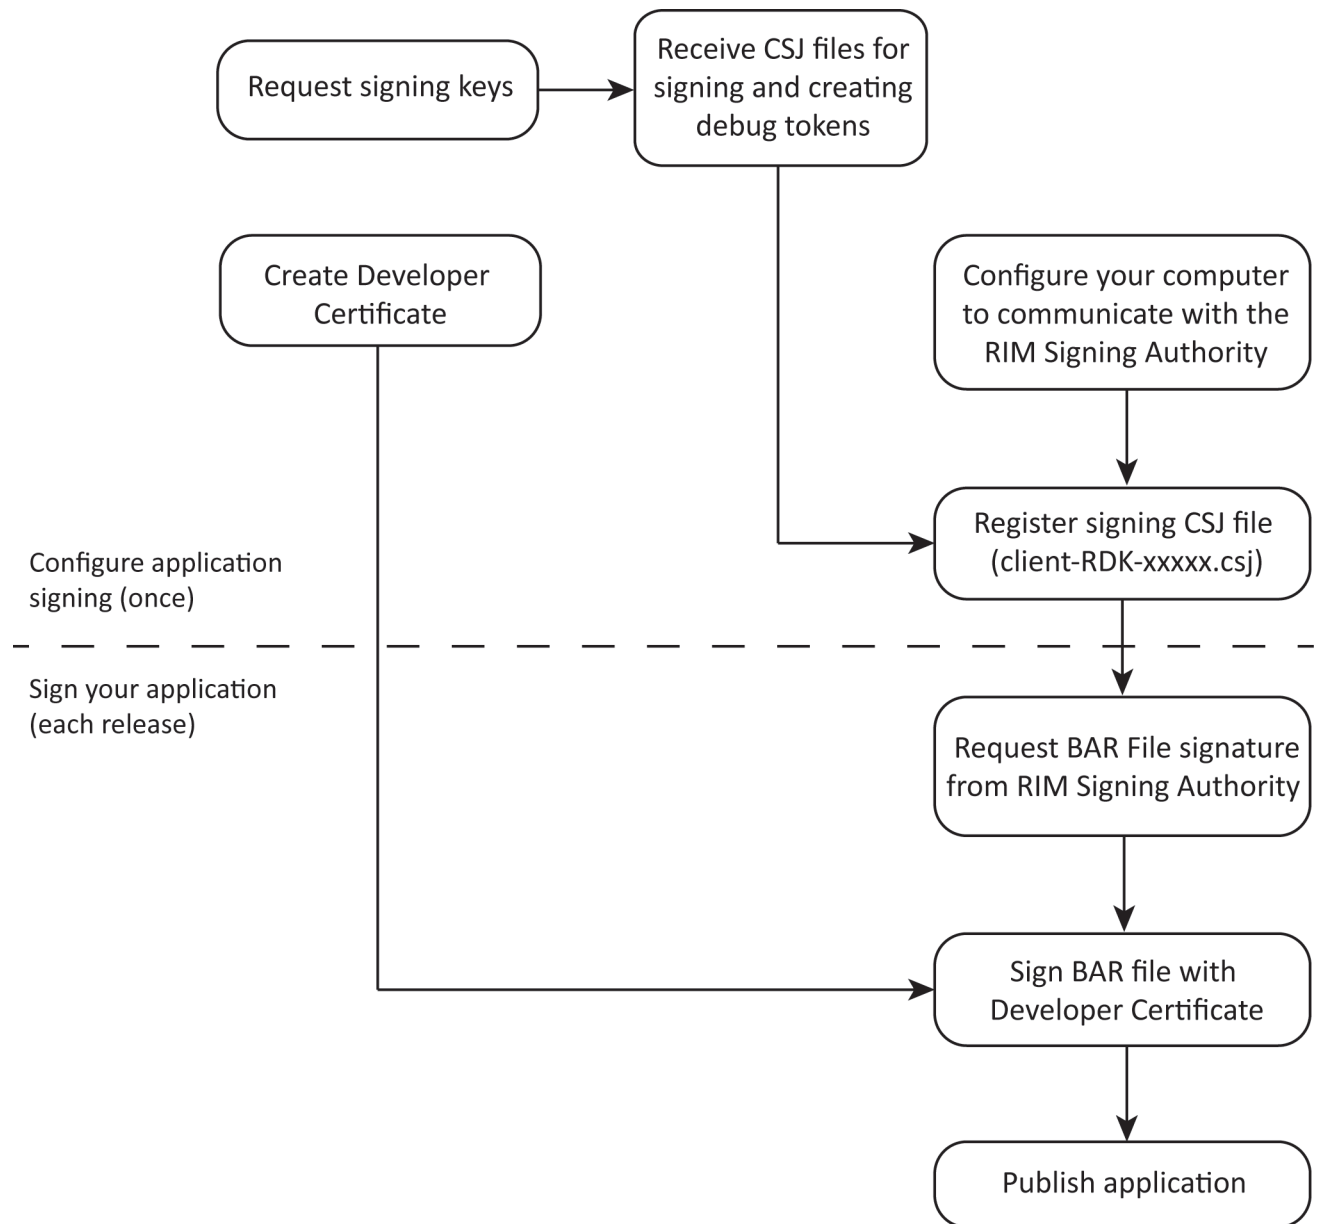 Request signing keys
Receive CSJ files for
signing and creating
debug tokens
Create Developer
Certificate
Configure your computer
to communicate with the
RIM Signing Authority
Register signing CSJ file
(client-RDK-xxxxx.csj)
Configure application
signing (once)
Sign your application
(each release)
Request BAR File signature
from RIM Signing Authority
Sign BAR file with
Developer Certificate
Publish application